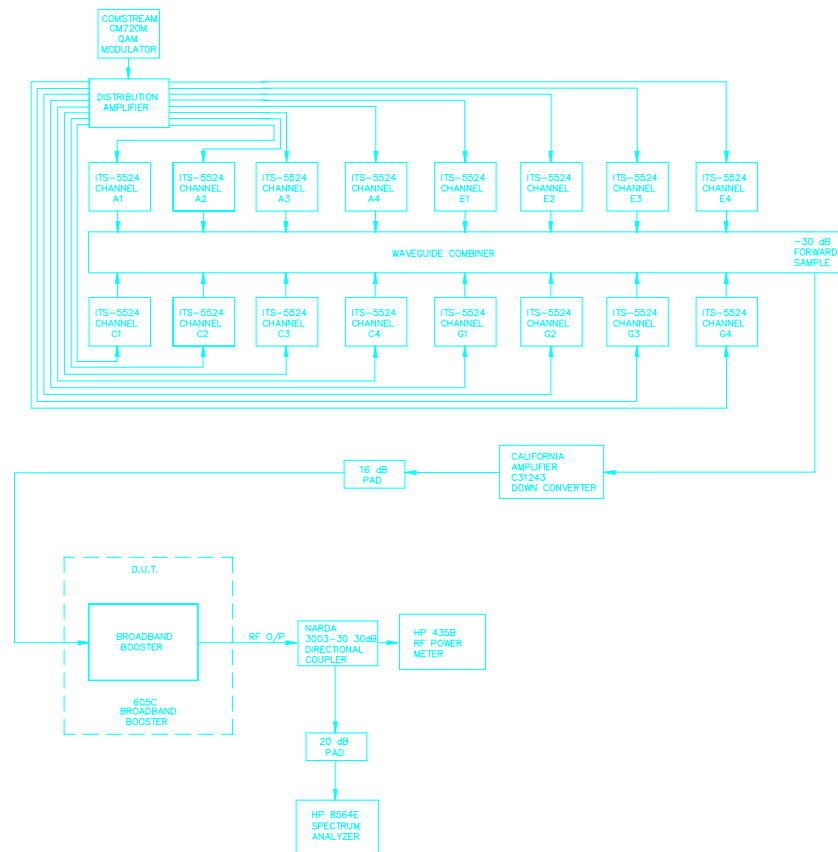 COMSTREAM
CM720M
QAM
MODULATOR
DISTRIBUTION
AMPLIFIER
ITS-5524
CHANNEL
A1
ITS-5524
CHANNEL
A2
ITS-5524
CHANNEL
A3
ITS-5524
CHANNEL
A4
ITS-5524
CHANNEL
E1
ITS-5524
CHANNEL
E2
ITS-5524
CHANNEL
E3
ITS-5524
CHANNEL
E4
WAVEGUIDE COMBINER
-30 dB
FORWARD
SAMPLE
ITS-5524
CHANNEL
C1
ITS-5524
CHANNEL
C2
ITS-5524
CHANNEL
C3
ITS-5524
CHANNEL
C4
ITS-5524
CHANNEL
G1
ITS-5524
CHANNEL
G2
ITS-5524
CHANNEL
G3
ITS-5524
CHANNEL
G4
16 dB
PAD
CALIFORNIA
AMPLIFIER
C31243
DOWN CONVERTER
D.U.T.
BROADBAND
BOOSTER
605C
BROADBAND
BOOSTER
RF O/P
NARDA
3003-30 30dB
DIRECTIONAL
COUPLER
HP 435B
RF POWER
METER
20 dB
PAD
HP 8564E
SPECTRUM
ANALYZER